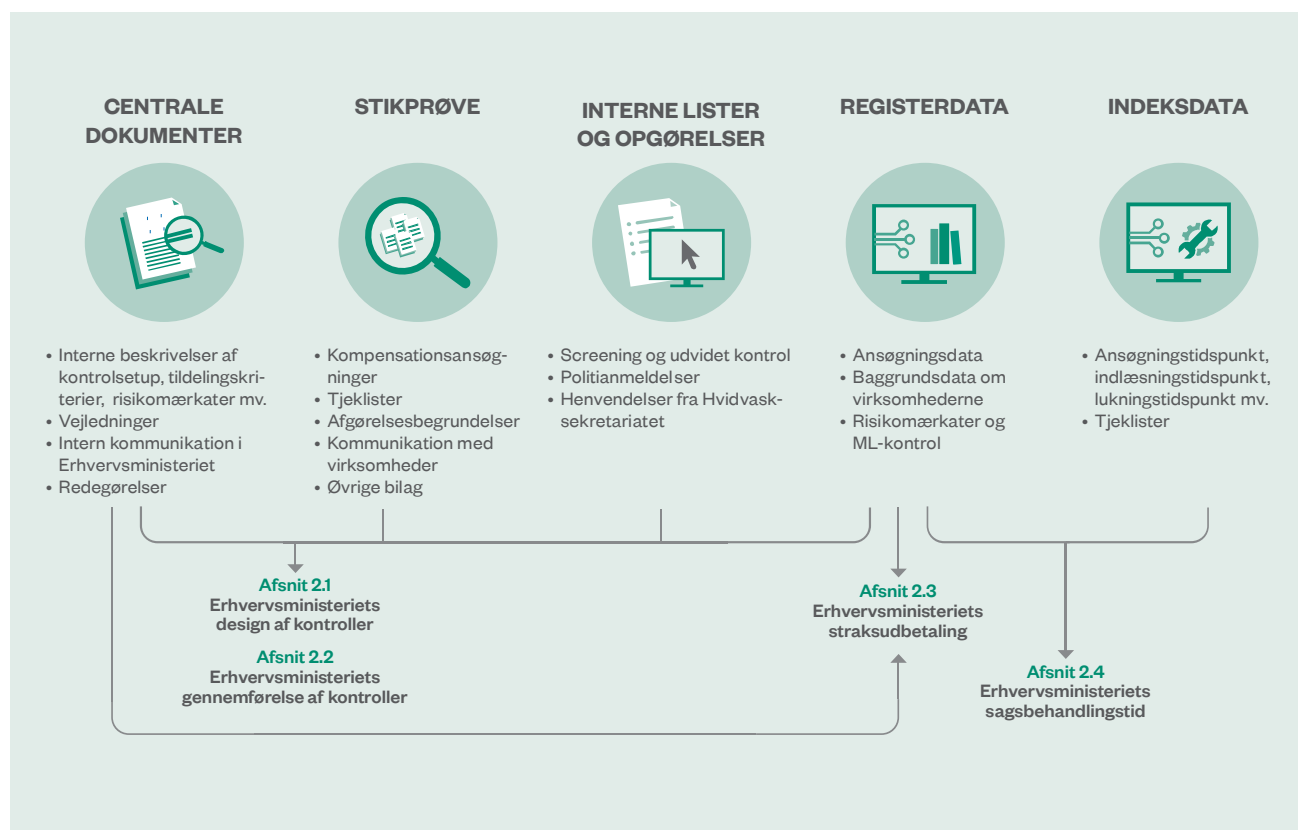 CENTRALE
DOKUMENTER
• Interne beskrivelser af
kontrolsetup, tildelingskri-
terier, risikomærkater mv.
• Vejledninger
• Intern kommunikation i
Erhvervsministeriet
• Redegørelser
STIKPRØVE
• Kompensationsansøg-
ninger
• Tjeklister
• Afgørelsesbegrundelser
• Kommunikation med
virksomheder
• Øvrige bilag
INTERNE LISTER
OG OPGØRELSER
• Screening og udvidet kontrol
• Politianmeldelser
• Henvendelser fra Hvidvask-
sekretariatet
REGISTERDATA
• Ansøgningsdata
• Baggrundsdata om
virksomhederne
• Risikomærkater og
ML-kontrol
INDEKSDATA
• Ansøgningstidspunkt,
indlæsningstidspunkt,
lukningstidspunkt mv.
• Tjeklister
Afsnit 2.1
Erhvervsministeriets
design af kontroller
Afsnit 2.2
Erhvervsministeriets
gennemførelse af kontroller
Afsnit 2.3
Erhvervsministeriets
straksudbetaling
Afsnit 2.4
Erhvervsministeriets
sagsbehandlingstid